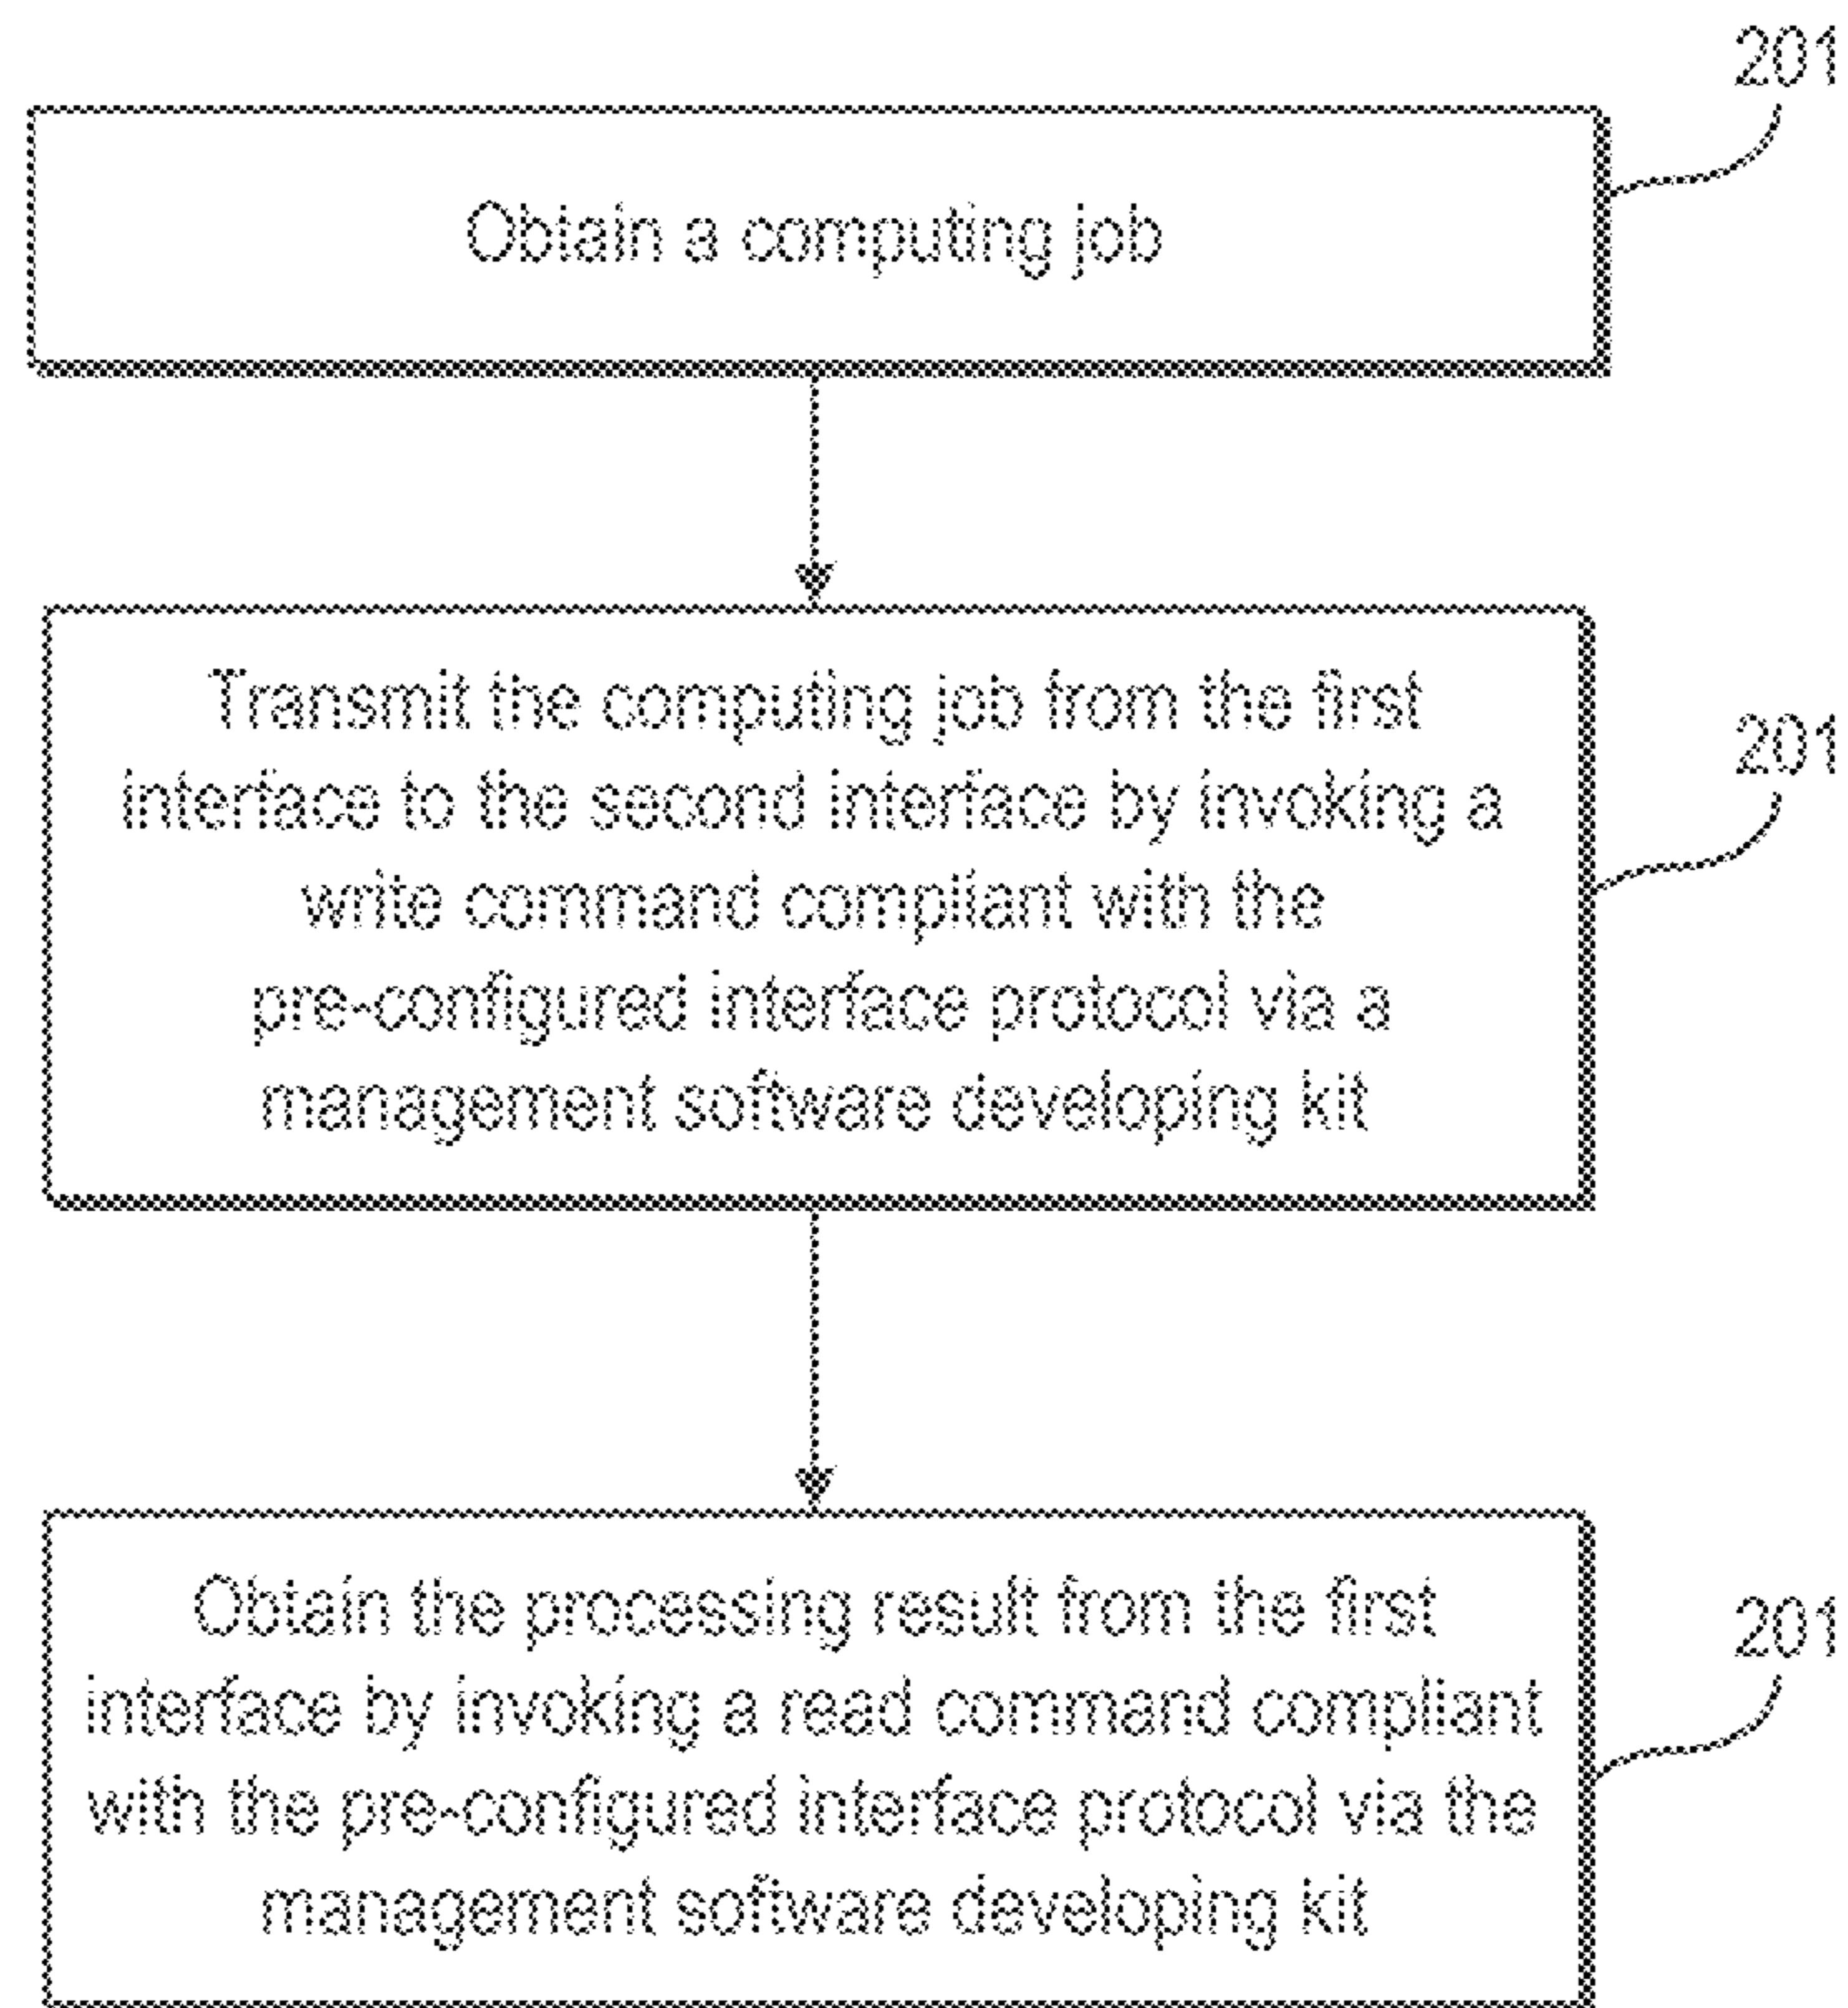 201
Obtain a computing job
Transmit the computing job from the first
interface to the second interface by invoking a
write command compliant with the
pre-configured interface protocol via a
management software developing kit
201
Obtain the processing result from the first
interface by invoking a read command compliant
with the pre-configured interface protocol via the
management software developing kit
201